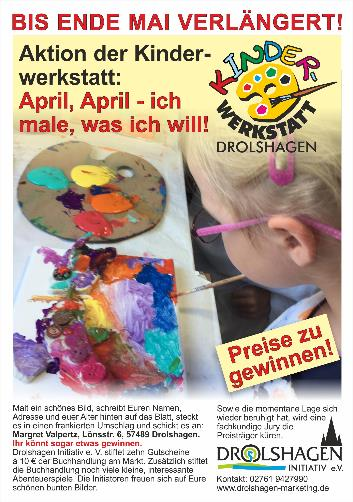 BIS ENDE MAI VERLÄNGERT!
Aktion der Kinder-
werkstatt:
April, April - ich
male, was ich will!
KINDER-
WERKSTATT
DROLSHAGEN
Preise zu
gewinnen!
Malt ein schönes Bild, schreibt Euren Namen,
Adresse und euer Alter hinten auf das Blatt, steckt
es in einen frankierten Umschlag und schickt es an:
Margret Valpertz, Lönsstr. 6, 57489 Drolshagen.
Ihr könnt sogar etwas gewinnen.
Drolshagen Initiativ e. V. stiftet zehn Gutscheine
à 10 € der Buchhandlung am Markt. Zusätzlich stiftet
die Buchhandlung noch viele kleine, interessante
Abenteuerspiele. Die Initiatoren freuen sich auf Eure
schönen bunten Bilder.
Sowie die momentane Lage sich
wieder beruhigt hat, wird eine
fachkundige Jury die
Preisträger küren.
DROLSHAGEN
INITIATIV e.V.
Kontakt: 02761 9427990
www.drolshagen-marketing.de